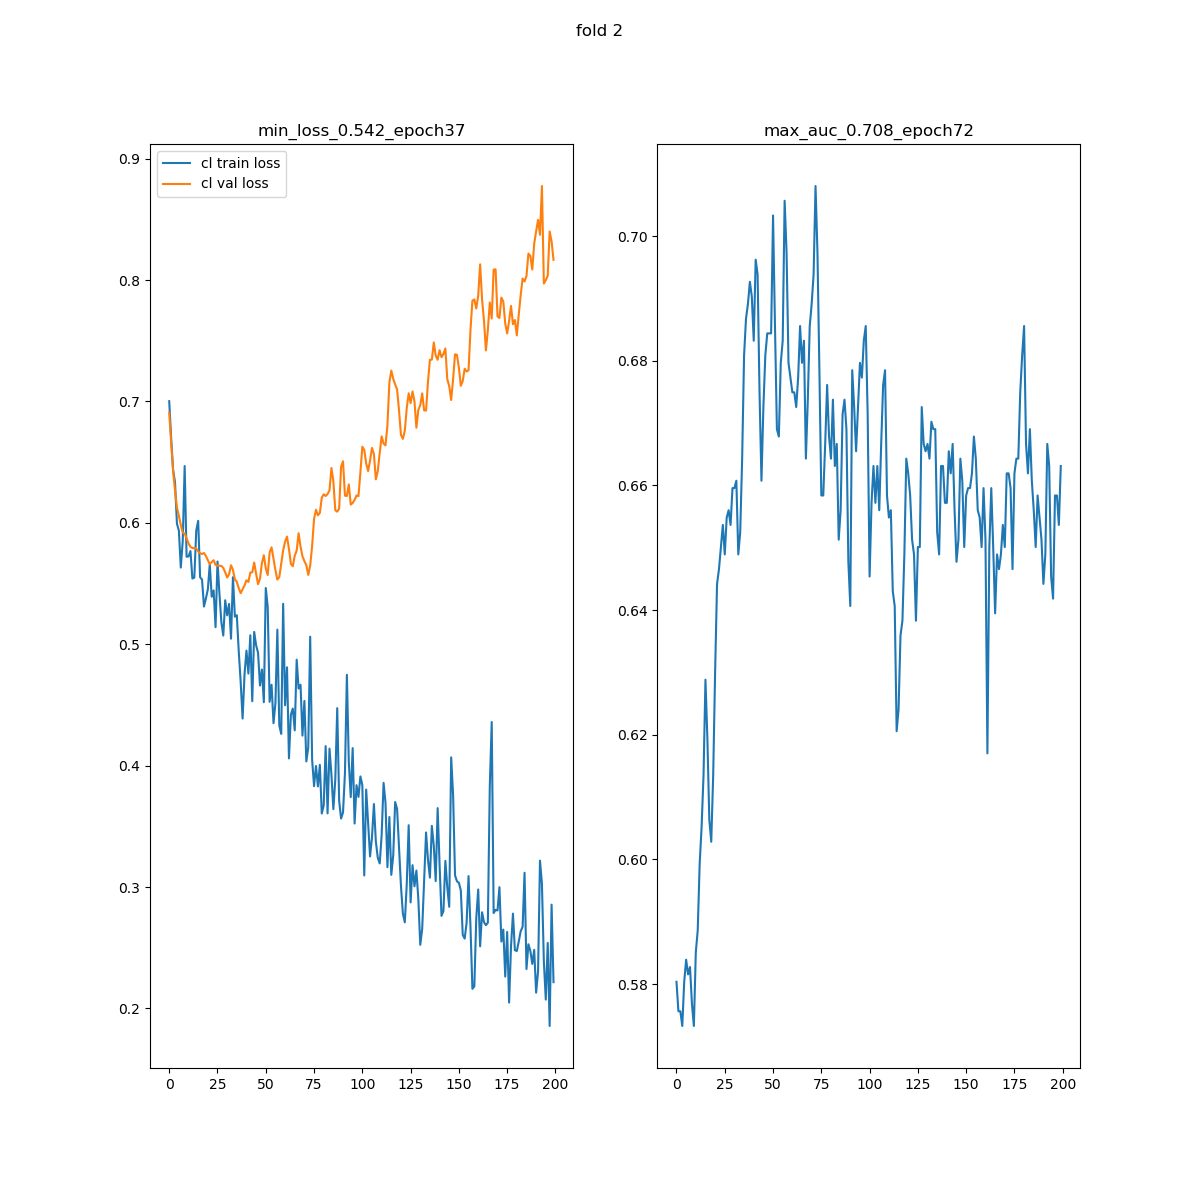 fold 2
min_loss_0.542_epoch37
0.9
0.8
0.7
0.6
0.5
0.4
0.3
0.2
cl train loss
cl val loss
0 25 50 75 100 125 150 175 200
max_auc_0.708_epoch72
0.70
0.68
0.66
0.64
0.62
0.60
0.58
0 25 50 75 100 125 150 175 200